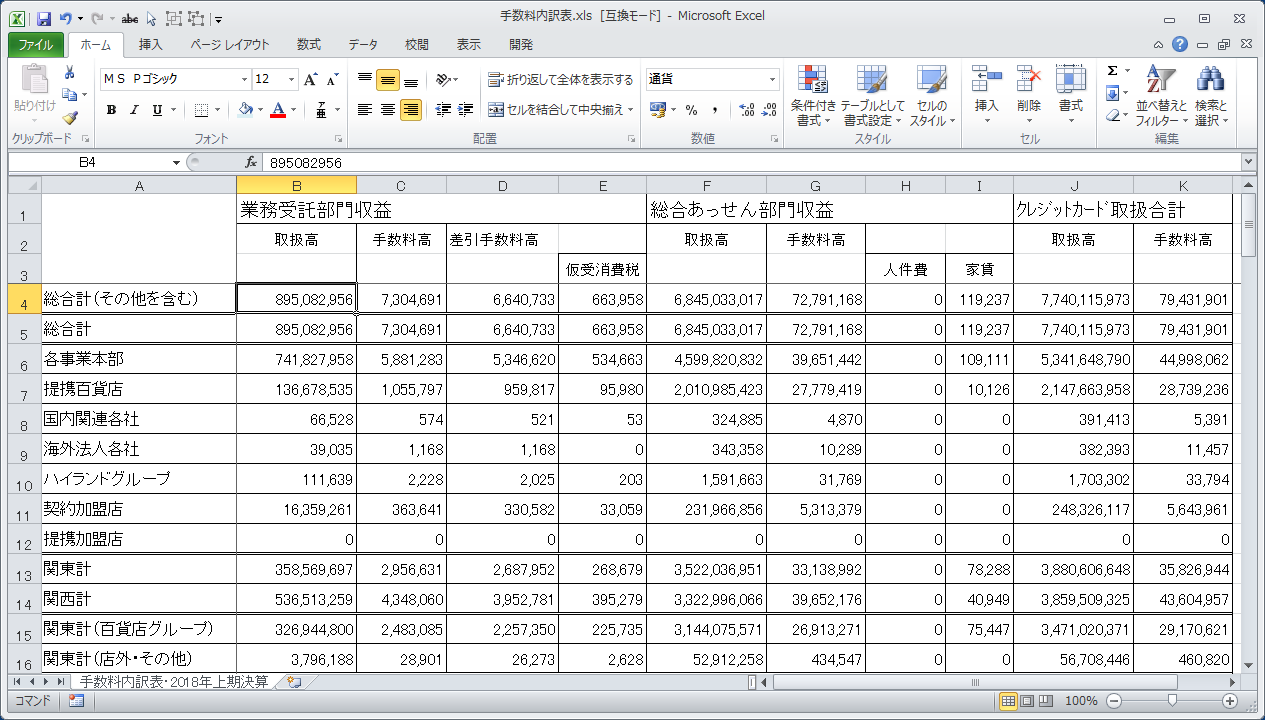 手数料内訳表.xls [互換モード] - Microsoft Excel
ファイル ホーム 挿入 ページ レイアウト 数式 データ 校閲 表示 開発
貼り付け
クリップボード
ＭＳ Ｐゴシック 12
フォント
折り返して全体を表示する
セルを結合して中央揃え
配置
通貨
数値
条件付き書式
テーブルとして書式設定
セルのスタイル
スタイル
挿入 削除 書式
セル
並べ替えとフィルター
検索と選択
編集
B4 fx 895082956
A B C D E F G H I J K
1 業務受託部門収益 総合あっせん部門収益 クレジットカード取扱合計
2 取扱高 手数料高 差引手数料高 取扱高 手数料高 取扱高 手数料高
3 仮受消費税 人件費 家賃
4 総合計(その他を含む) 895,082,956 7,304,691 6,640,733 663,958 6,845,033,017 72,791,168 0 119,237 7,740,115,973 79,431,901
5 総合計 895,082,956 7,304,691 6,640,733 663,958 6,845,033,017 72,791,168 0 119,237 7,740,115,973 79,431,901
6 各事業本部 741,827,958 5,881,283 5,346,620 534,663 4,599,820,832 39,651,442 0 109,111 5,341,648,790 44,998,062
7 提携百貨店 136,678,535 1,055,797 959,817 95,980 2,010,985,423 27,779,419 0 10,126 2,147,663,958 28,739,236
8 国内関連各社 66,528 574 521 53 324,885 4,870 0 0 391,413 5,391
9 海外法人各社 39,035 1,168 1,168 0 343,358 10,289 0 0 382,393 11,457
10 ハイランドグループ 111,639 2,228 2,025 203 1,591,663 31,769 0 0 1,703,302 33,794
11 契約加盟店 16,359,261 363,641 330,582 33,059 231,966,856 5,313,379 0 0 248,326,117 5,643,961
12 提携加盟店 0 0 0 0 0 0 0 0 0 0
13 関東計 358,569,697 2,956,631 2,687,952 268,679 3,522,036,951 33,138,992 0 78,288 3,880,606,648 35,826,944
14 関西計 536,513,259 4,348,060 3,952,781 395,279 3,322,996,066 39,652,176 0 40,949 3,859,509,325 43,604,957
15 関東計(百貨店グループ) 326,944,800 2,483,085 2,257,350 225,735 3,144,075,571 26,913,271 0 75,447 3,471,020,371 29,170,621
16 関東計(店外・その他) 3,796,188 28,901 26,273 2,628 52,912,258 434,547 0 0 56,708,446 460,820
手数料内訳表・2018年上期決算
コマンド 100%